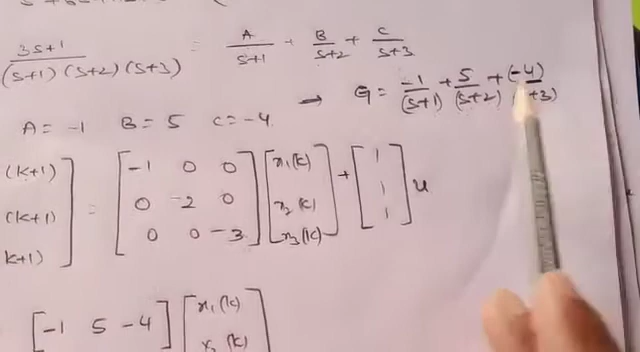 3s+1 / (s+1)(s+2)(s+3) = A/s+1 + B/s+2 + C/s+3
→ G = -1/(s+1) + 5/(s+2) + (-4)/( +3)
A = -1 B = 5 C = -4
(k+1) -1 0 0 x1(k) 1
(k+1) = 0 -2 0 x2(k) + 1 u
k+1) 0 0 -3 x3(k) 1
[-1 5 -4] x1(k)
x2(k)